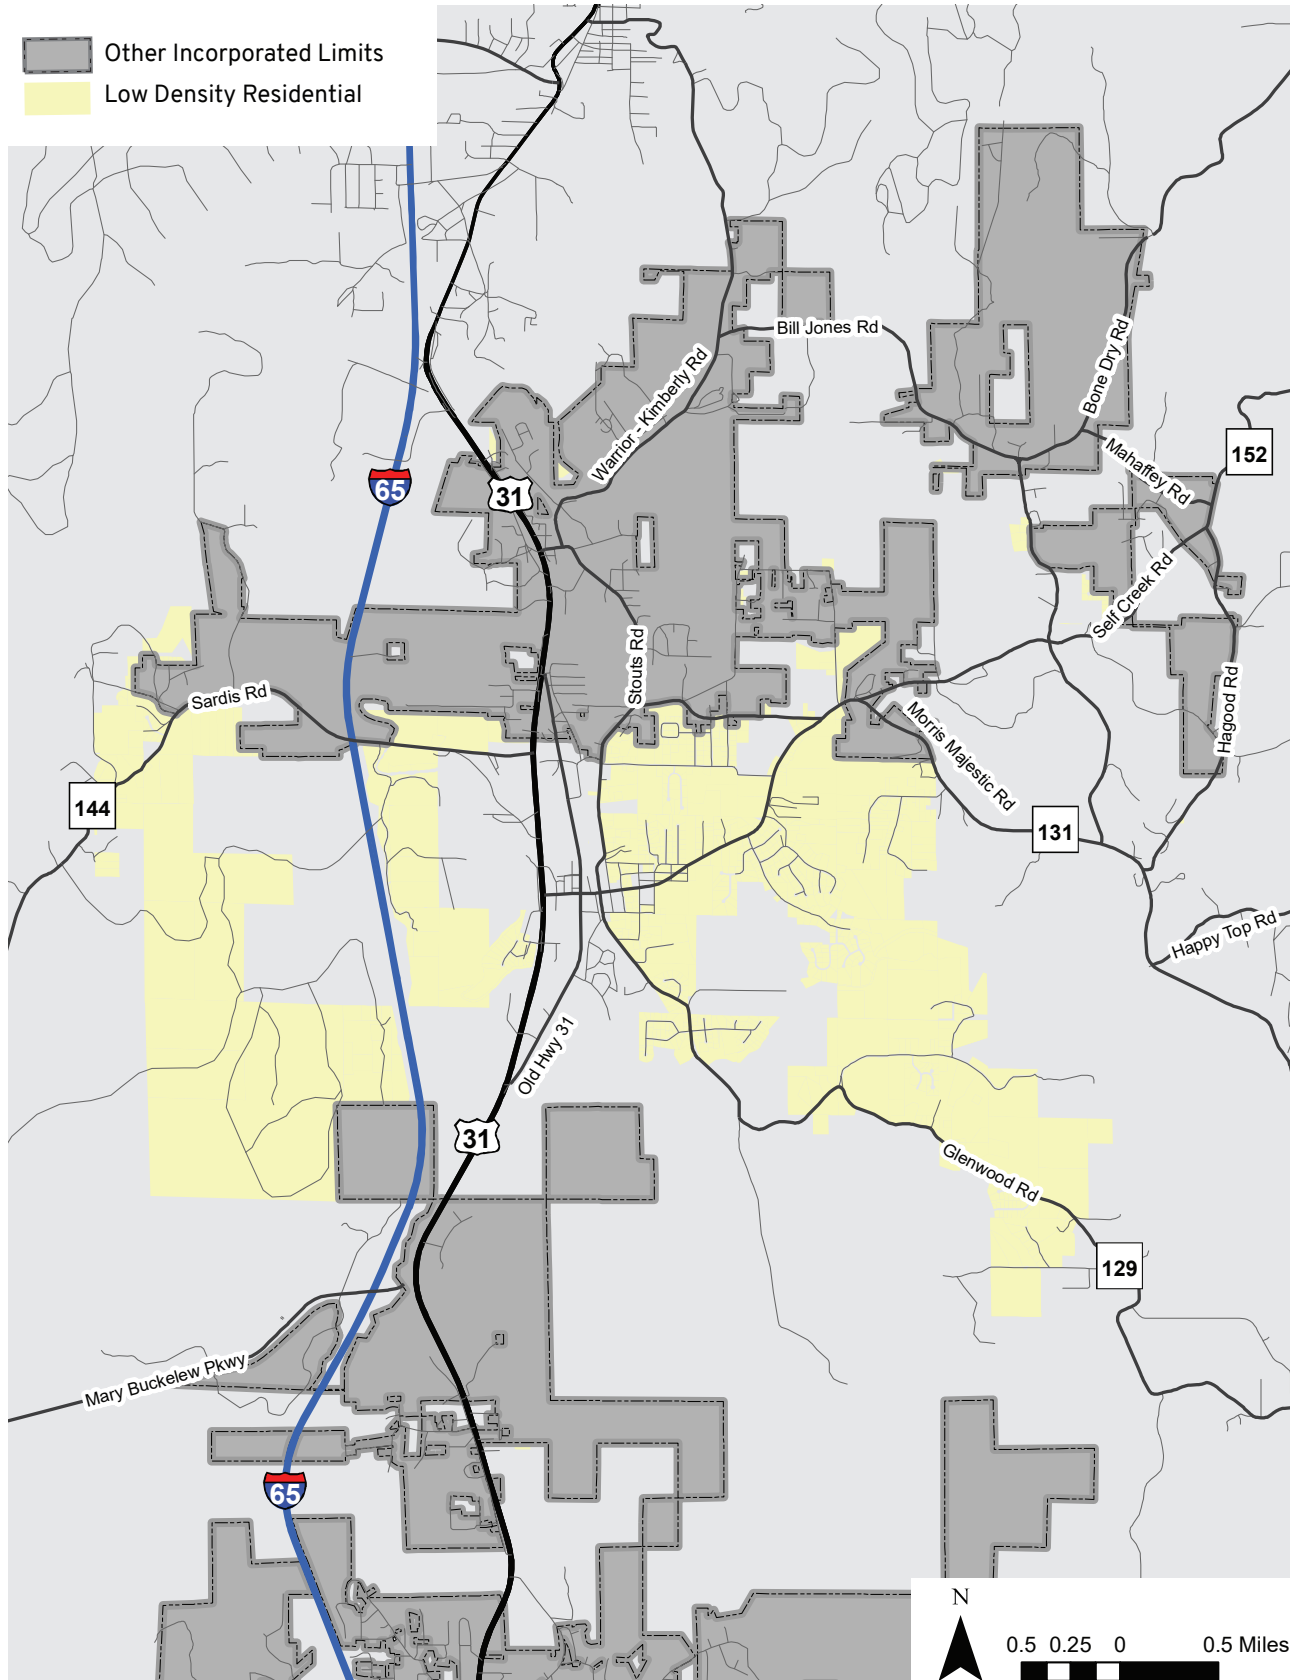 Other Incorporated Limits
Low Density Residential
Bill Jones Rd
Bone Dry Rd
Warrior - Kimberly Rd
152
Mahaffey Rd
65
31
Self Creek Rd
Stouts Rd
Sardis Rd
Hagood Rd
Morris Majestic Rd
144
131
Happy Top Rd
Old Hwy 31
31
Glenwood Rd
129
Mary Buckelew Pkwy
65
N
0.5 0.25 0 0.5 Miles